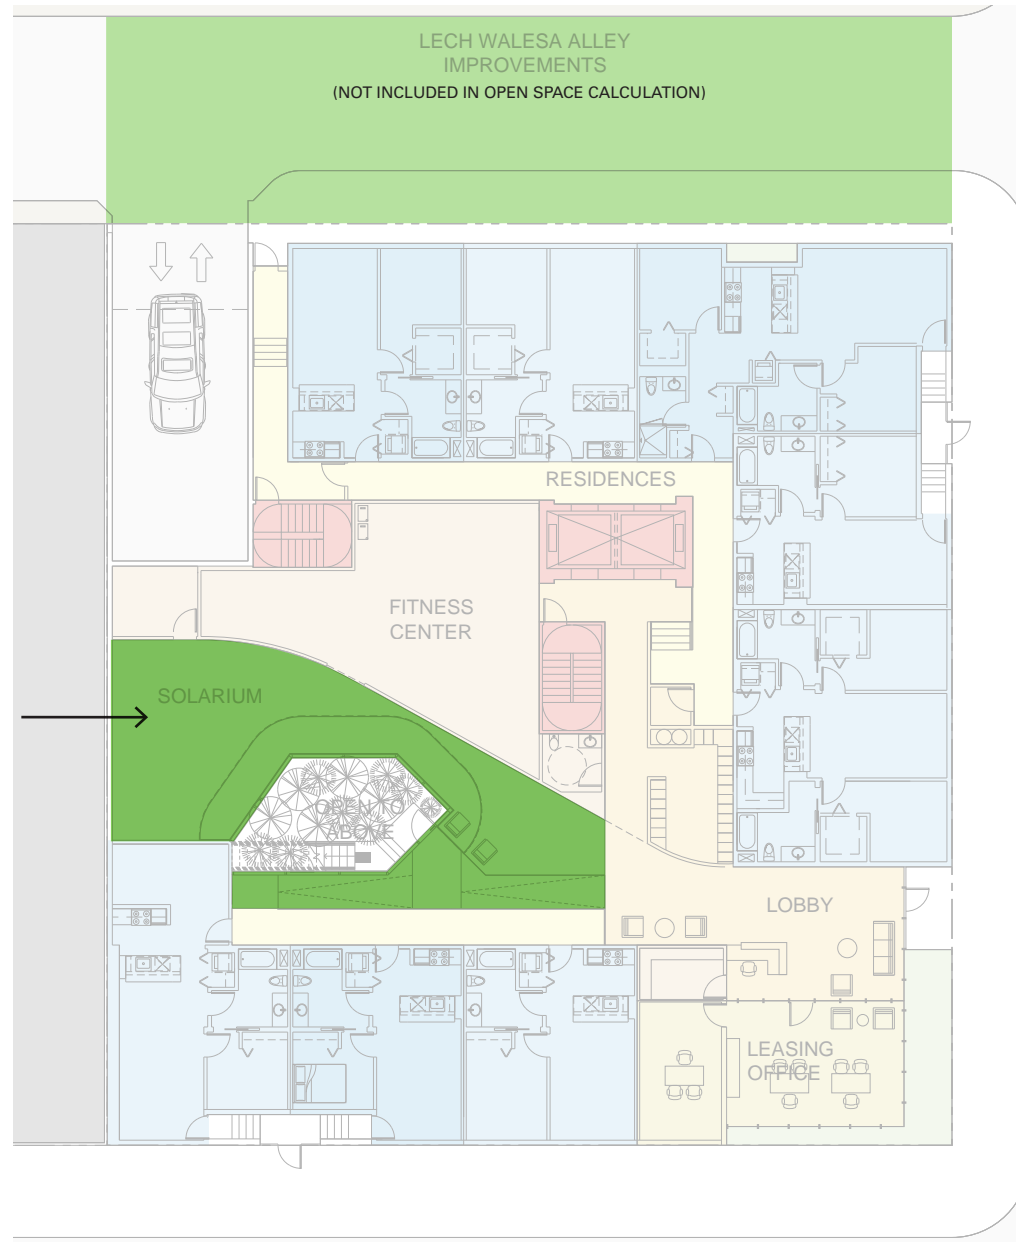 LECH WALESA ALLEY
IMPROVEMENTS
(NOT INCLUDED IN OPEN SPACE CALCULATION)
RESIDENCES
FITNESS
CENTER
SOLARIUM
OPEN TO
ABOVE
LOBBY
LEASING
OFFICE